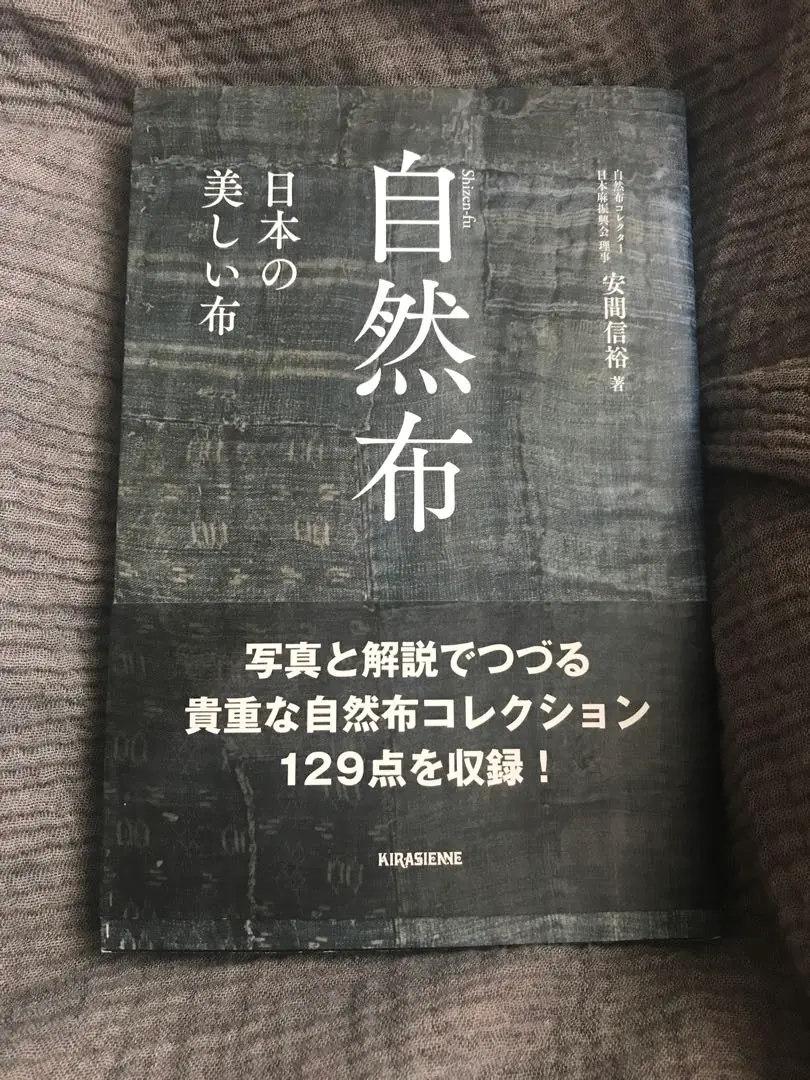 自然布コレクター
日本麻振興会 理事
安間信裕 著
自然布
Shizen-fu
日本の
美しい布
写真と解説でつづる
貴重な自然布コレクション
129点を収録！
KIRASIENNE